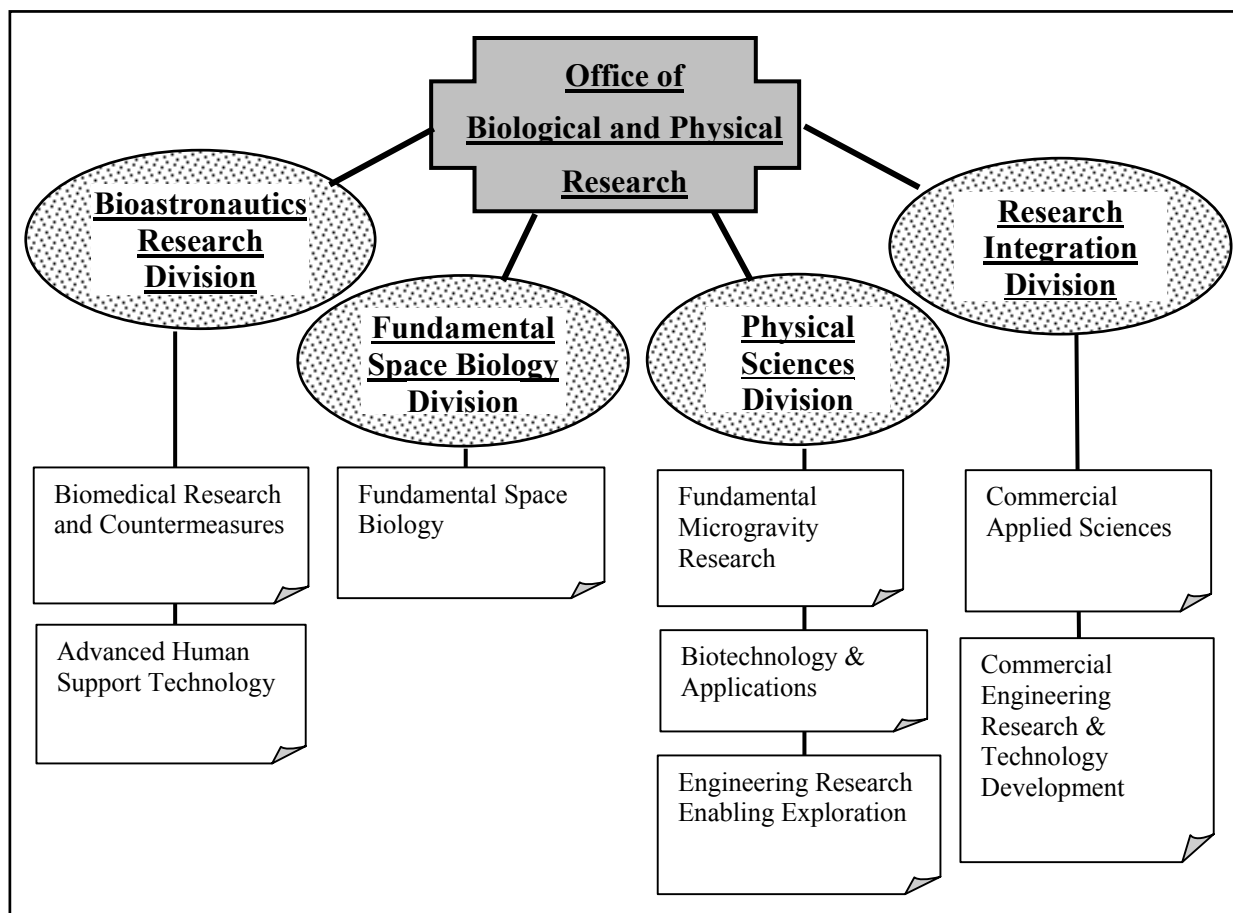 Office of
Biological and Physical
Research
Bioastronautics
Research
Division
Fundamental
Space Biology
Division
Physical
Sciences
Division
Research
Integration
Division
Biomedical Research
and Countermeasures
Advanced Human
Support Technology
Fundamental Space
Biology
Fundamental
Microgravity
Research
Biotechnology &
Applications
Engineering Research
Enabling Exploration
Commercial
Applied Sciences
Commercial
Engineering
Research &
Technology
Development